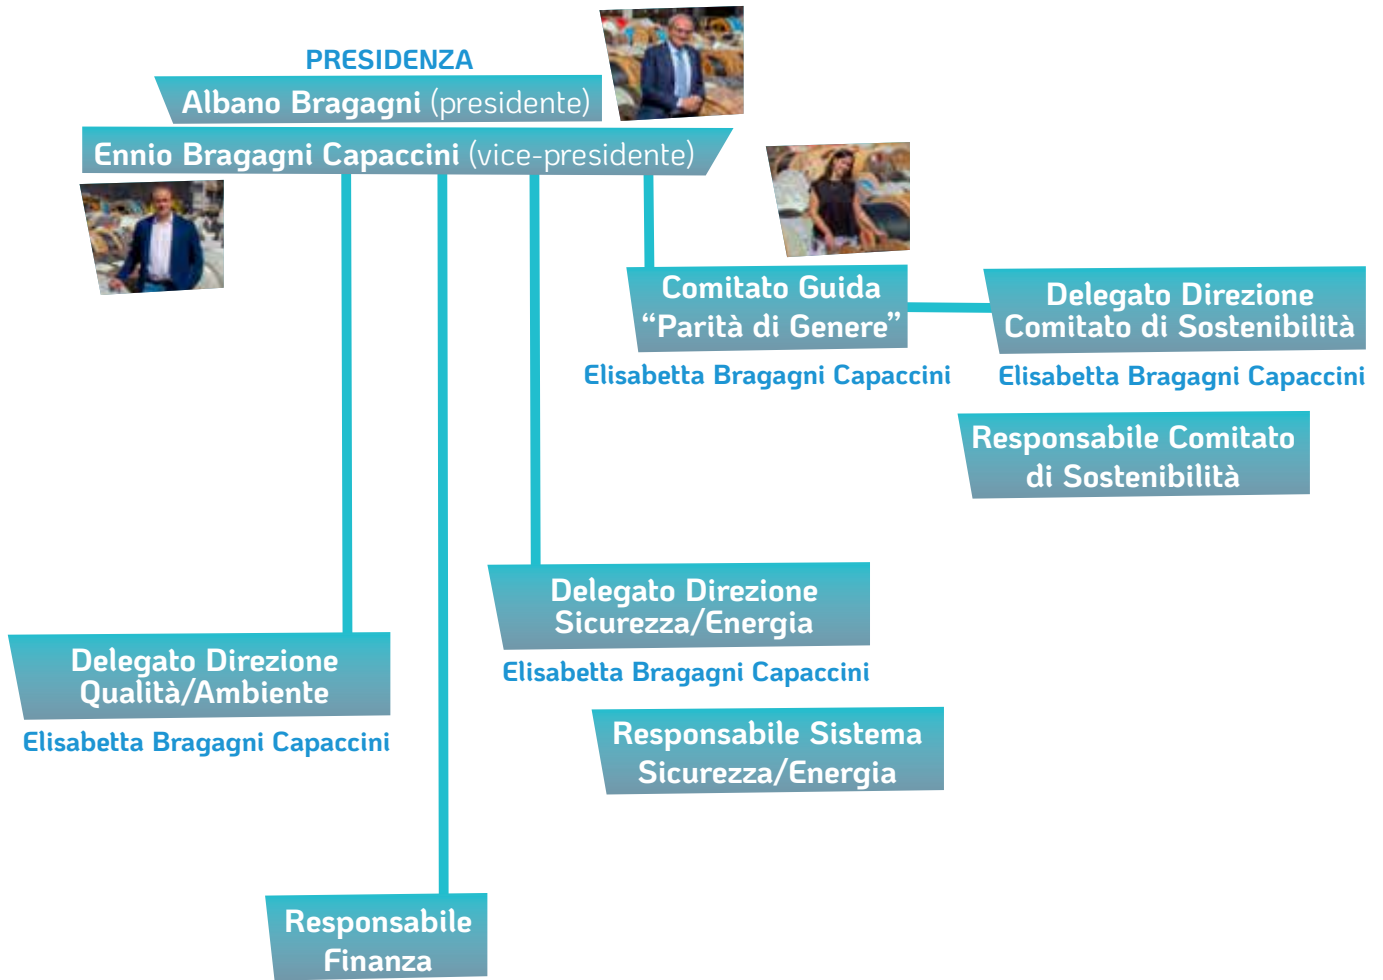 PRESIDENZA
Albano Bragagni (presidente)
Ennio Bragagni Capaccini (vice-presidente)
Comitato Guida
“Parità di Genere”
Elisabetta Bragagni Capaccini
Delegato Direzione
Comitato di Sostenibilità
Elisabetta Bragagni Capaccini
Responsabile Comitato
di Sostenibilità
Delegato Direzione
Sicurezza/Energia
Elisabetta Bragagni Capaccini
Responsabile Sistema
Sicurezza/Energia
Delegato Direzione
Qualità/Ambiente
Elisabetta Bragagni Capaccini
Responsabile
Finanza